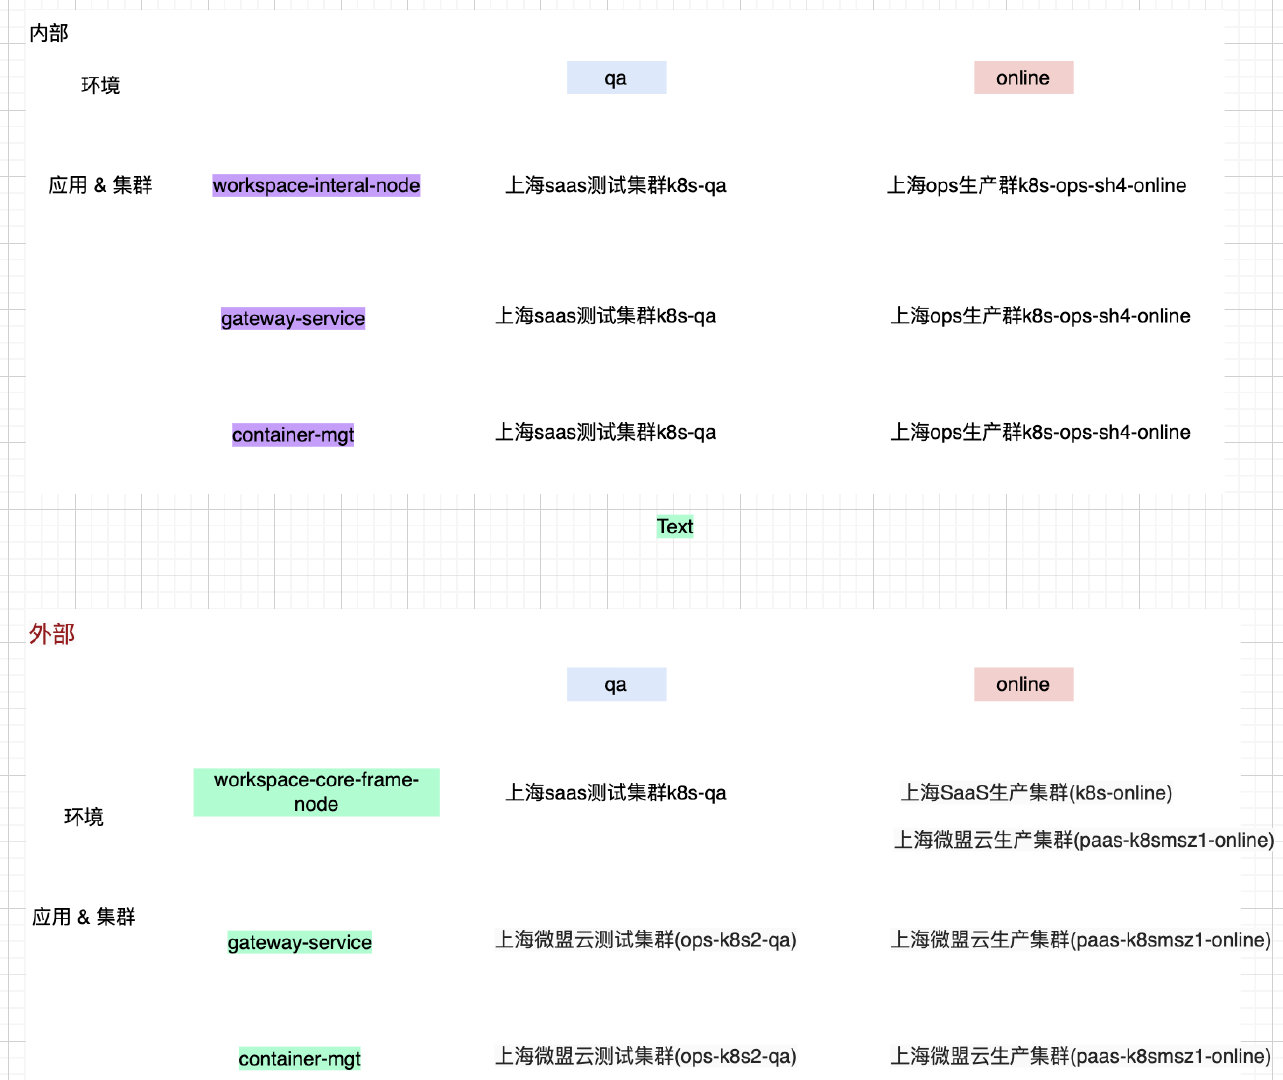 内部
环境
qa
online
应用 & 集群
workspace-interal-node
上海saas测试集群k8s-qa
上海ops生产群k8s-ops-sh4-online
gateway-service
上海saas测试集群k8s-qa
上海ops生产群k8s-ops-sh4-online
container-mgt
上海saas测试集群k8s-qa
上海ops生产群k8s-ops-sh4-online
Text
外部
qa
online
workspace-core-frame-
node
上海saas测试集群k8s-qa
上海SaaS生产集群(k8s-online)
环境
上海微盟云生产集群(paas-k8smsz1-online)
应用 & 集群
gateway-service
上海微盟云测试集群(ops-k8s2-qa)
上海微盟云生产集群(paas-k8smsz1-online)
container-mgt
上海微盟云测试集群(ops-k8s2-qa)
上海微盟云生产集群(paas-k8smsz1-online)